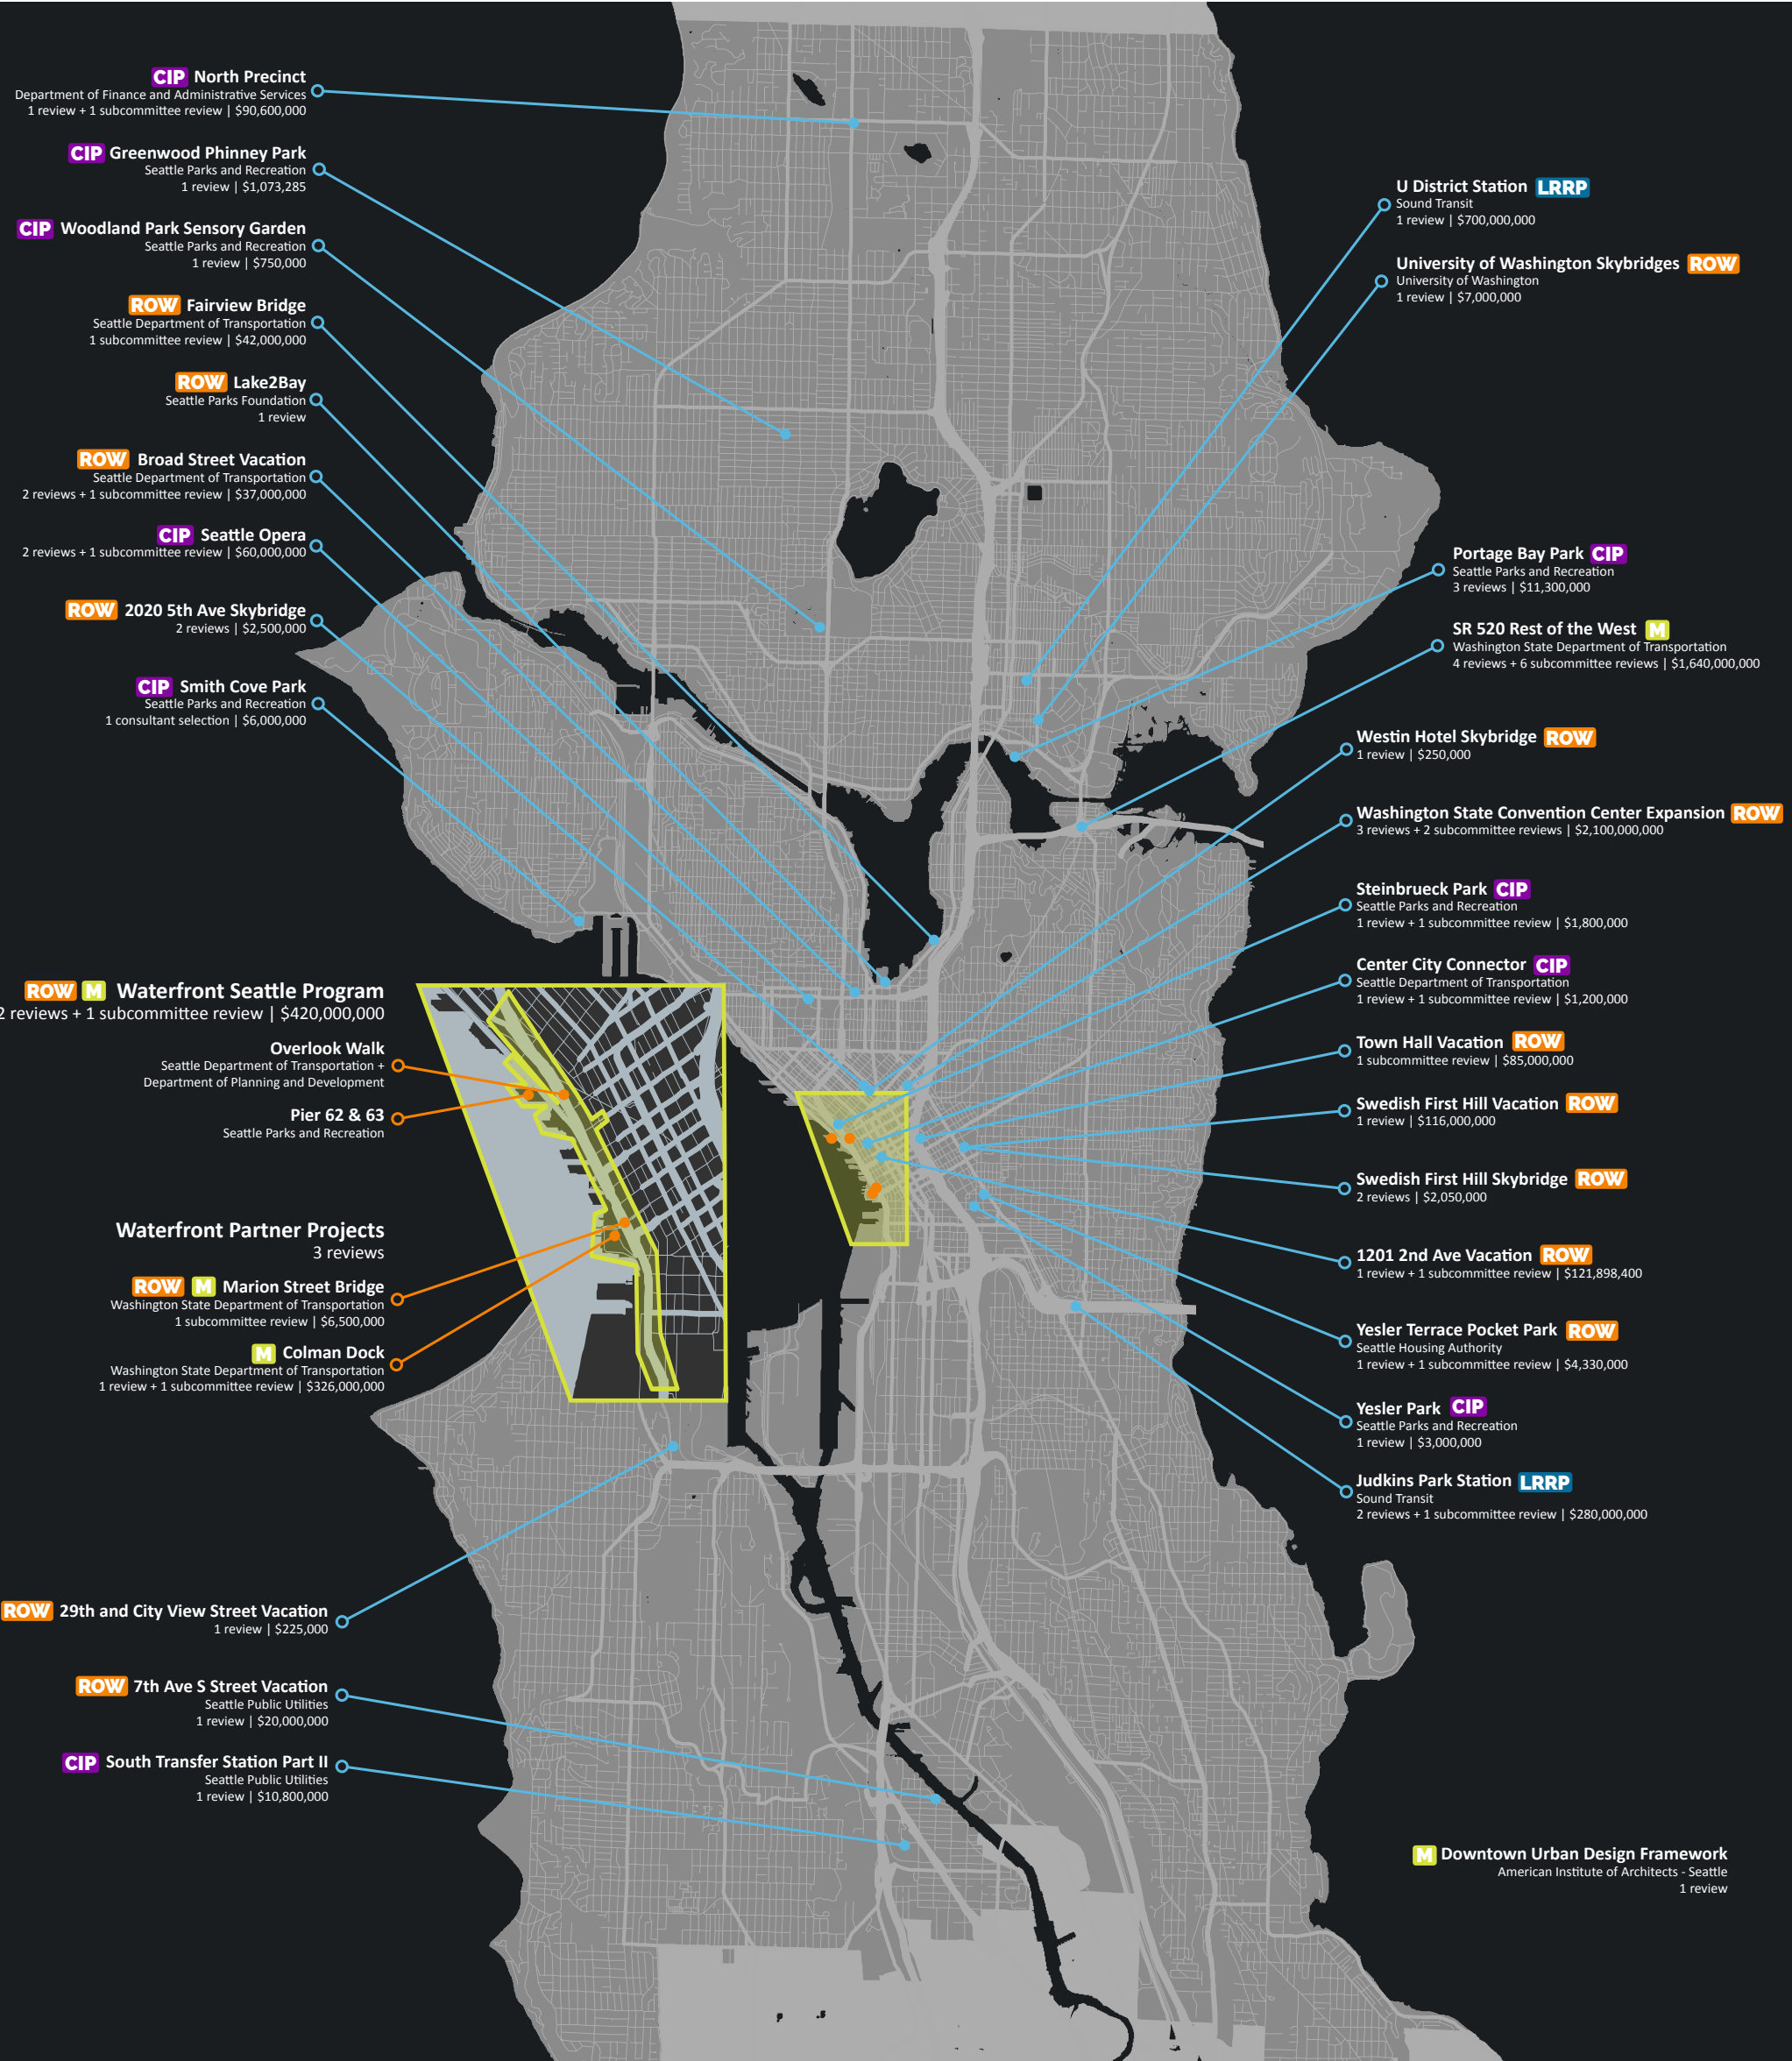 CIP North Precinct
Department of Finance and Administrative Services
1 review + 1 subcommittee review | $90,600,000
CIP Greenwood Phinney Park
Seattle Parks and Recreation
1 review | $1,073,285
CIP Woodland Park Sensory Garden
Seattle Parks and Recreation
1 review | $750,000
ROW Fairview Bridge
Seattle Department of Transportation
1 subcommittee review | $42,000,000
ROW Lake2Bay
Seattle Parks Foundation
1 review
ROW Broad Street Vacation
Seattle Department of Transportation
2 reviews + 1 subcommittee review | $37,000,000
CIP Seattle Opera
2 reviews + 1 subcommittee review | $60,000,000
ROW 2020 5th Ave Skybridge
2 reviews | $2,500,000
CIP Smith Cove Park
Seattle Parks and Recreation
1 consultant selection | $6,000,000
ROW M Waterfront Seattle Program
2 reviews + 1 subcommittee review | $420,000,000
Overlook Walk
Seattle Department of Transportation +
Department of Planning and Development
Pier 62 & 63
Seattle Parks and Recreation
Waterfront Partner Projects
3 reviews
ROW M Marion Street Bridge
Washington State Department of Transportation
1 subcommittee review | $6,500,000
M Colman Dock
Washington State Department of Transportation
1 review + 1 subcommittee review | $326,000,000
ROW 29th and City View Street Vacation
1 review | $225,000
ROW 7th Ave S Street Vacation
Seattle Public Utilities
1 review | $20,000,000
CIP South Transfer Station Part II
Seattle Public Utilities
1 review | $10,800,000
U District Station LRRP
Sound Transit
1 review | $700,000,000
University of Washington Skybridges ROW
University of Washington
1 review | $7,000,000
Portage Bay Park CIP
Seattle Parks and Recreation
3 reviews | $11,300,000
SR 520 Rest of the West M
Washington State Department of Transportation
4 reviews + 6 subcommittee reviews | $1,640,000,000
Westin Hotel Skybridge ROW
1 review | $250,000
Washington State Convention Center Expansion ROW
3 reviews + 2 subcommittee reviews | $2,100,000,000
Steinbrueck Park CIP
Seattle Parks and Recreation
1 review + 1 subcommittee review | $1,800,000
Center City Connector CIP
Seattle Department of Transportation
1 review + 1 subcommittee review | $1,200,000
Town Hall Vacation ROW
1 subcommittee review | $85,000,000
Swedish First Hill Vacation ROW
1 review | $116,000,000
Swedish First Hill Skybridge ROW
2 reviews | $2,050,000
1201 2nd Ave Vacation ROW
1 review + 1 subcommittee review | $121,898,400
Yesler Terrace Pocket Park ROW
Seattle Housing Authority
1 review + 1 subcommittee review | $4,330,000
Yesler Park CIP
Seattle Parks and Recreation
1 review | $3,000,000
Judkins Park Station LRRP
Sound Transit
2 reviews + 1 subcommittee review | $280,000,000
M Downtown Urban Design Framework
American Institute of Architects - Seattle
1 review